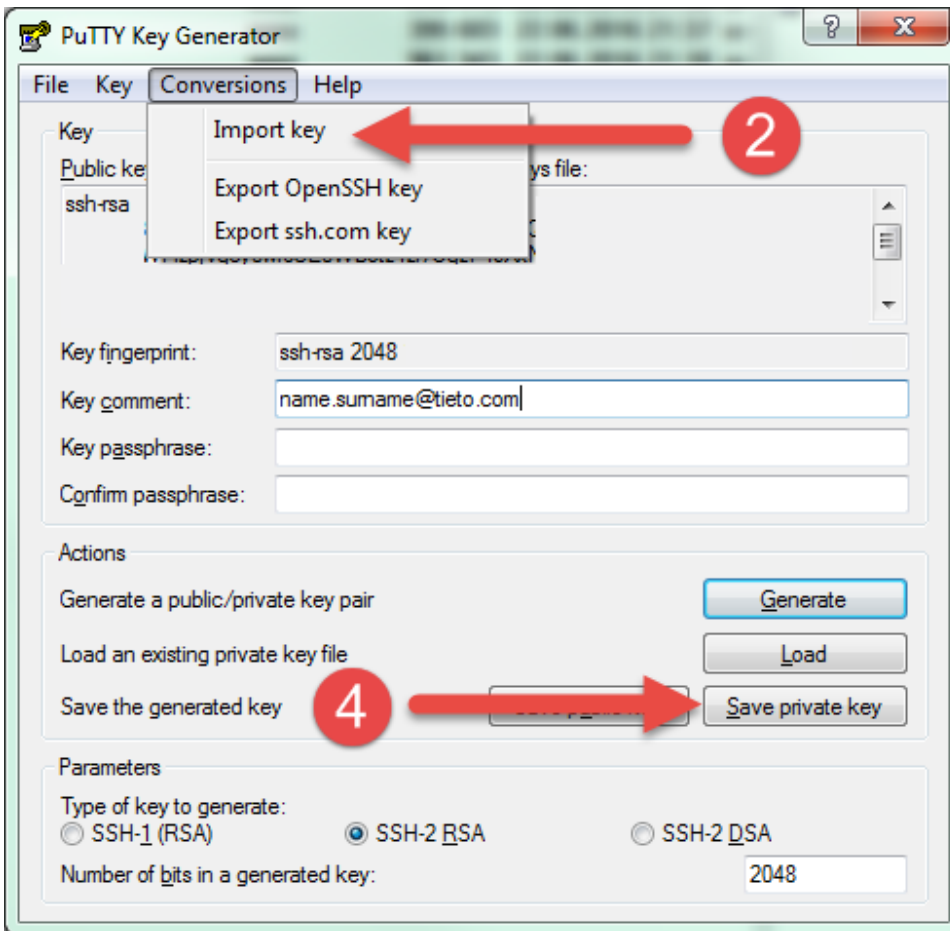 PuTTY Key Generator
File Key Conversions Help
Import key
2
Export OpenSSH key
Export ssh.com key
Key
Public ys file:
ssh-rsa
Key fingerprint: ssh-rsa 2048
Key comment: name.surname@tieto.com
Key passphrase:
Confirm passphrase:
Actions
Generate a public/private key pair Generate
Load an existing private key file Load
Save the generated key 4 Save private key
Parameters
Type of key to generate:
SSH-1 (RSA) SSH-2 RSA SSH-2 DSA
Number of bits in a generated key: 2048